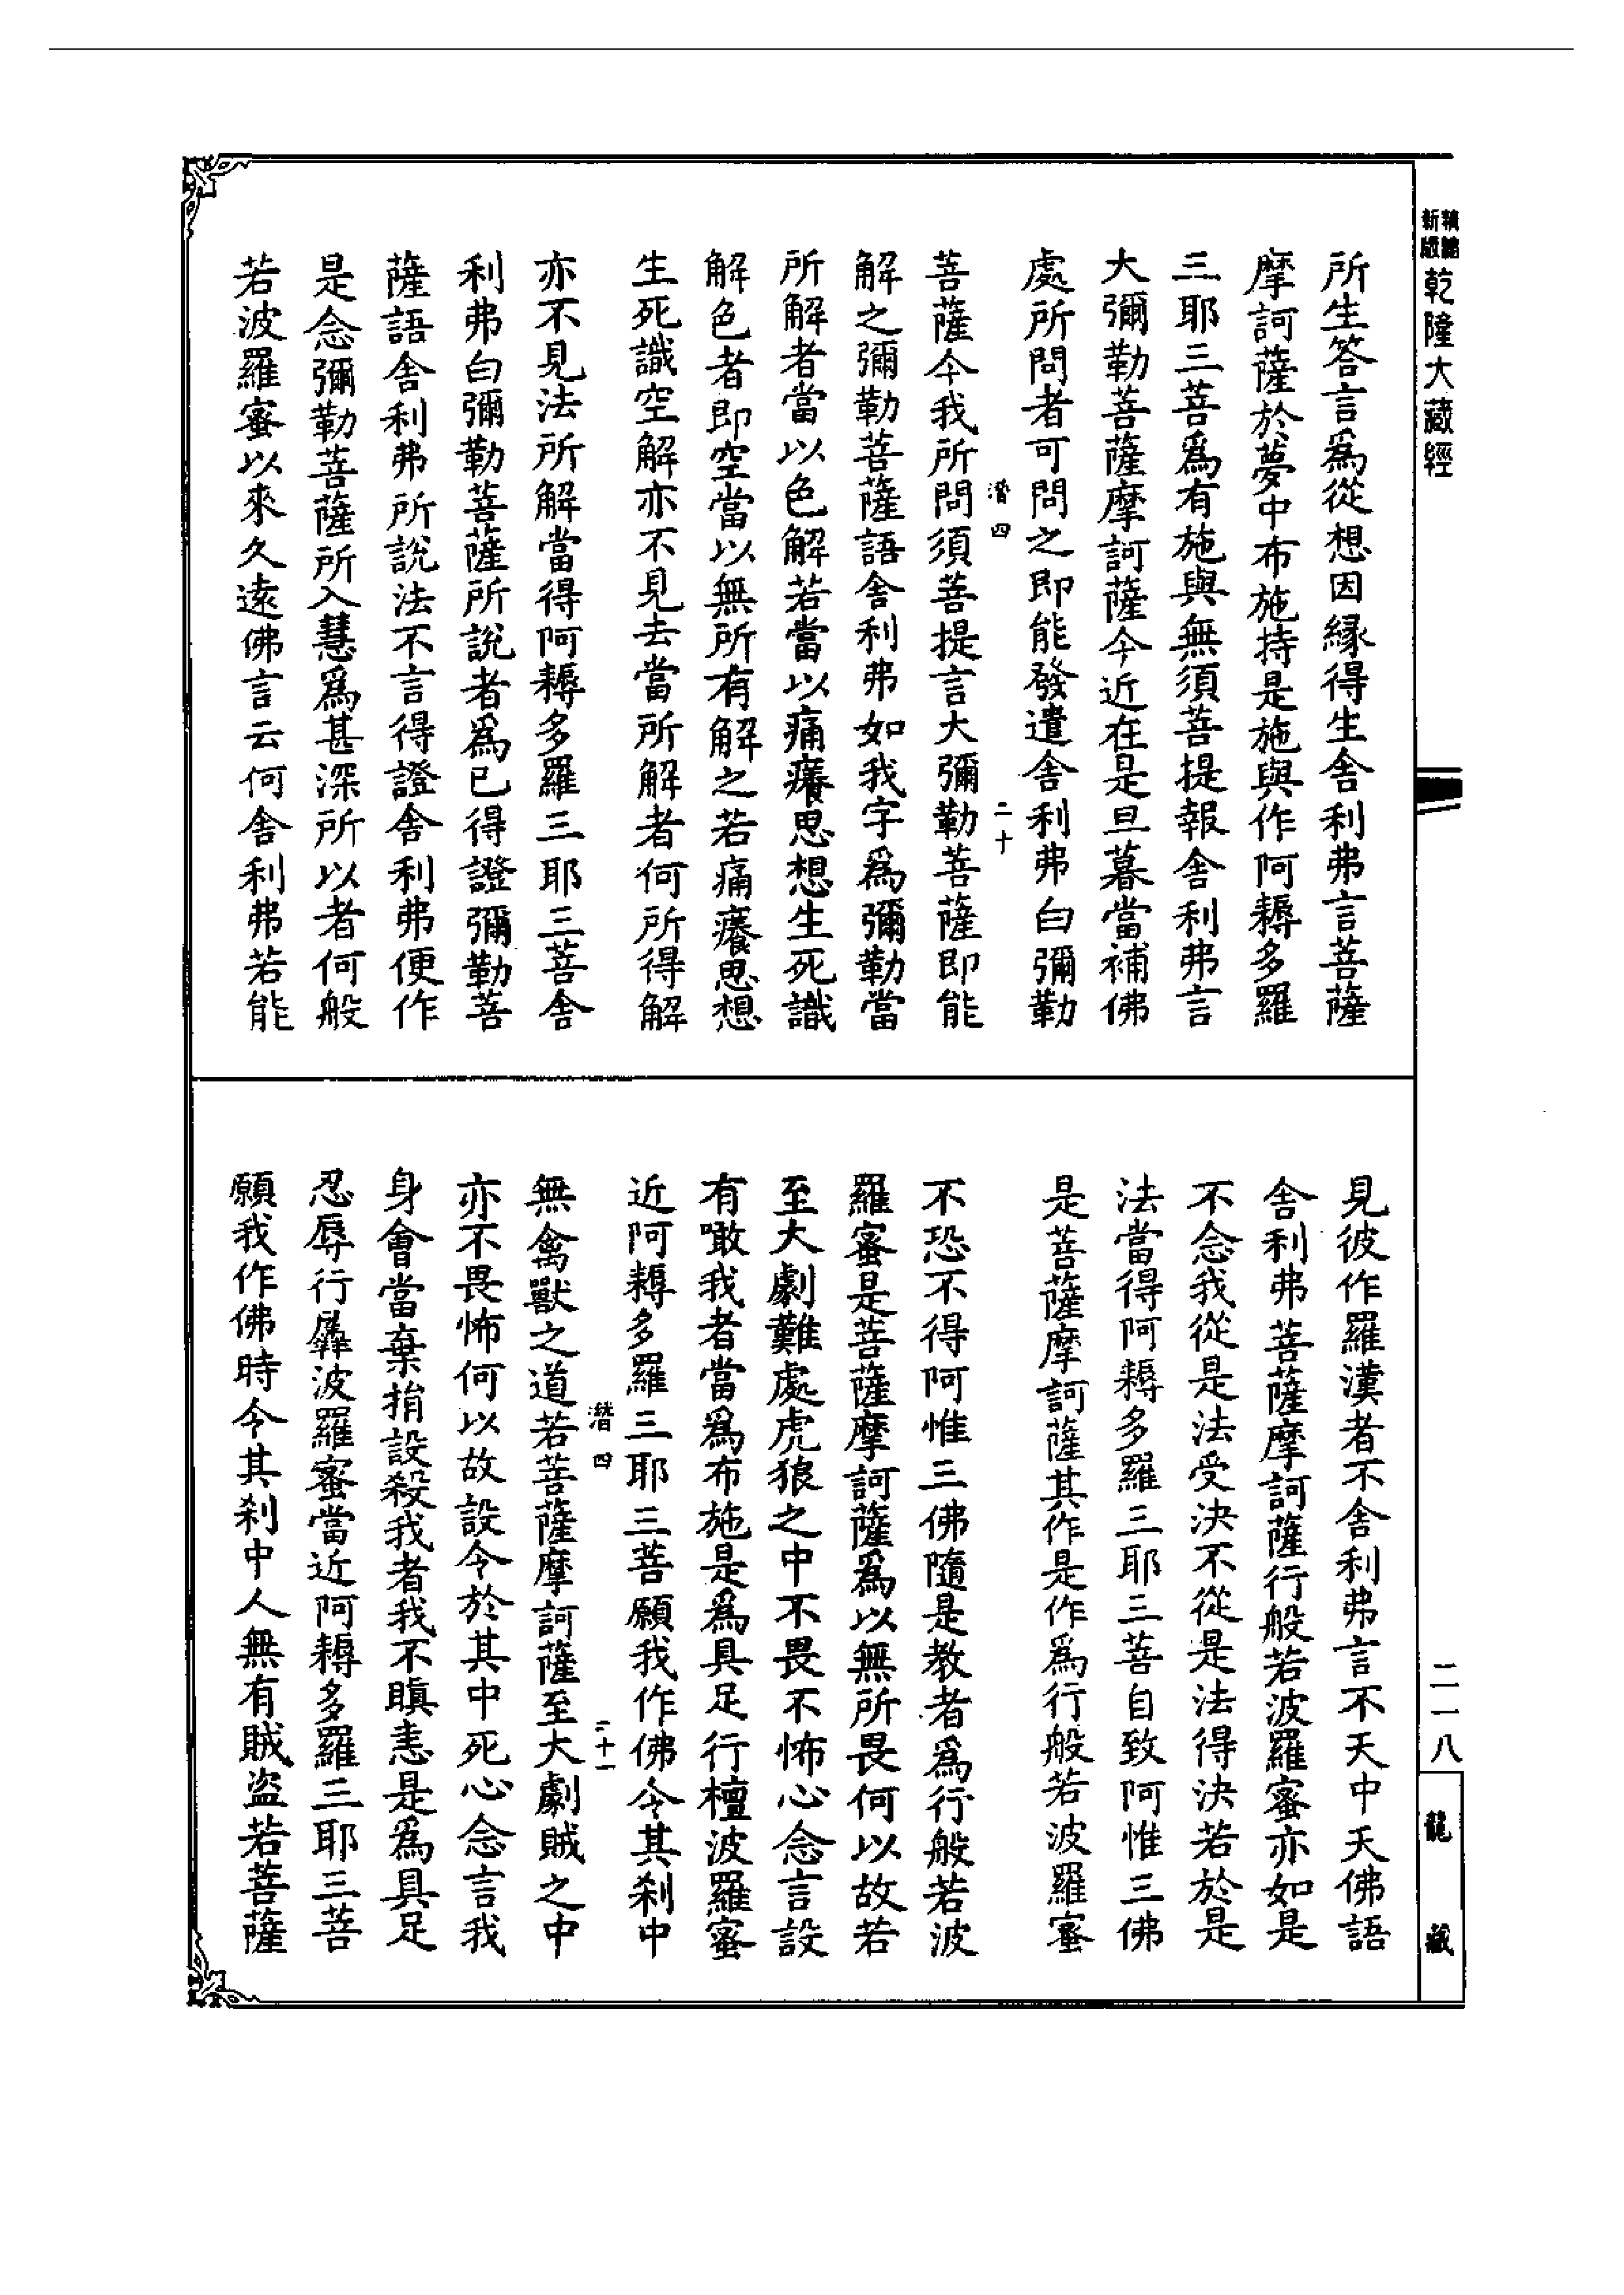 新精
版縮
乾隆大藏經
所生答言爲從想因緣得生舍利弗言菩薩
摩訶薩於夢中布施持是施與作阿耨多羅
三耶三菩爲有施與無須菩提報舍利弗言
大彌勒菩薩摩訶薩今近在是旦暮當補佛
處所問者可問之即能發遣舍利弗白彌勒
潛四
二十
菩薩今我所問須菩提言大彌勒菩薩即能
解之彌勒菩薩語舍利弗如我字爲彌勒當
所解者當以色解若當以痛癢思想生死識
解色者即空當以無所有解之若痛癢思想
生死識空解亦不見去當所解者何所得解
亦不見法所解當得阿耨多羅三耶三菩舍
利弗白彌勒菩薩所說者爲已得證彌勒菩
薩語舍利弗所說法不言得證舍利弗便作
是念彌勒菩薩所入慧爲甚深所以者何般
若波羅蜜以來久遠佛言云何舍利弗若能
見彼作羅漢者不舍利弗言不天中天佛語
舍利弗菩薩摩訶薩行般若波羅蜜亦如是
不念我從是法受決不從是法得決若於是
法當得阿耨多羅三耶三菩自致阿惟三佛
是菩薩摩訶薩其作是作爲行般若波羅蜜
不恐不得阿惟三佛隨是教者爲行般若波
羅蜜是菩薩摩訶薩爲以無所畏何以故若
至大劇難處虎狼之中不畏不怖心念言設
有噉我者當爲布施是爲具足行檀波羅蜜
近阿耨多羅三耶三菩願我作佛令其剎中
潛四
二十一
無禽獸之道若菩薩摩訶薩至大劇賊之中
亦不畏怖何以故設令於其中死心念言我
身會當棄捐設殺我者我不瞋恚是爲具足
忍辱行羼波羅蜜當近阿耨多羅三耶三菩
願我作佛時令其剎中人無有賊盜若菩薩
二一八
龍藏